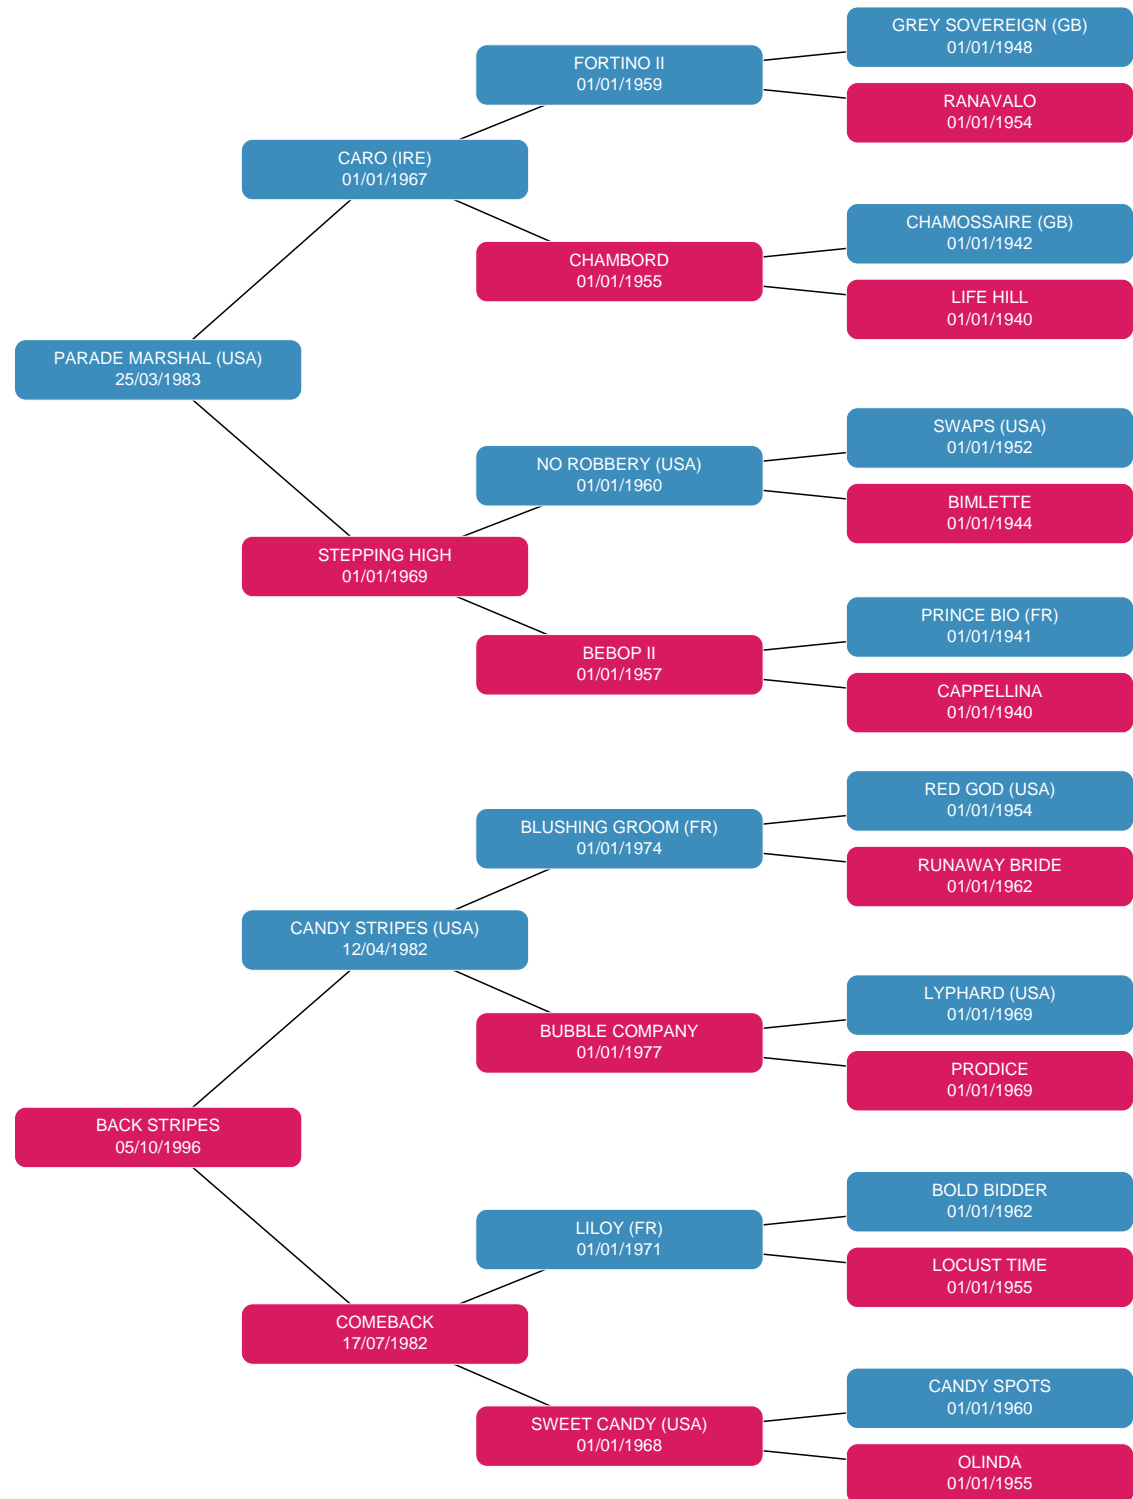 GREY SOVEREIGN (GB)
01/01/1948
FORTINO II
01/01/1959
RANAVALO
01/01/1954
CARO (IRE)
01/01/1967
CHAMOSSAIRE (GB)
01/01/1942
CHAMBORD
01/01/1955
LIFE HILL
01/01/1940
PARADE MARSHAL (USA)
25/03/1983
SWAPS (USA)
01/01/1952
NO ROBBERY (USA)
01/01/1960
BIMLETTE
01/01/1944
STEPPING HIGH
01/01/1969
PRINCE BIO (FR)
01/01/1941
BEBOP II
01/01/1957
CAPPELLINA
01/01/1940
RED GOD (USA)
01/01/1954
BLUSHING GROOM (FR)
01/01/1974
RUNAWAY BRIDE
01/01/1962
CANDY STRIPES (USA)
12/04/1982
LYPHARD (USA)
01/01/1969
BUBBLE COMPANY
01/01/1977
PRODICE
01/01/1969
BACK STRIPES
05/10/1996
BOLD BIDDER
01/01/1962
LILOY (FR)
01/01/1971
LOCUST TIME
01/01/1955
COMEBACK
17/07/1982
CANDY SPOTS
01/01/1960
SWEET CANDY (USA)
01/01/1968
OLINDA
01/01/1955